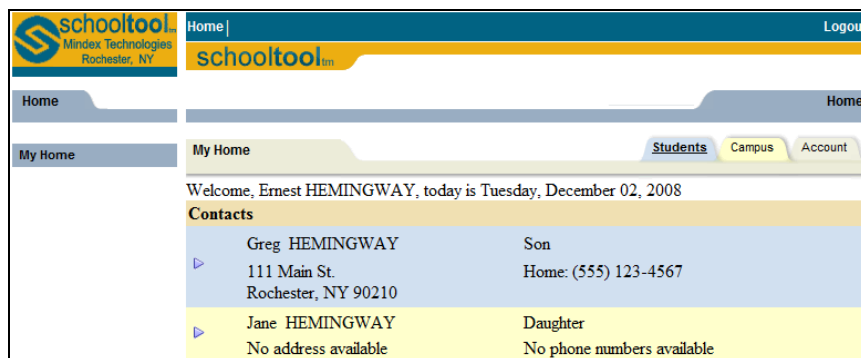 schooltool tm
Mindex Technologies
Rochester, NY
Home |
Logou
schooltool tm
Home
Home
My Home
My Home
Students
Campus
Account
Welcome, Ernest HEMINGWAY, today is Tuesday, December 02, 2008
Contacts
Greg HEMINGWAY Son
111 Main St. Home: (555) 123-4567
Rochester, NY 90210
Jane HEMINGWAY Daughter
No address available No phone numbers available